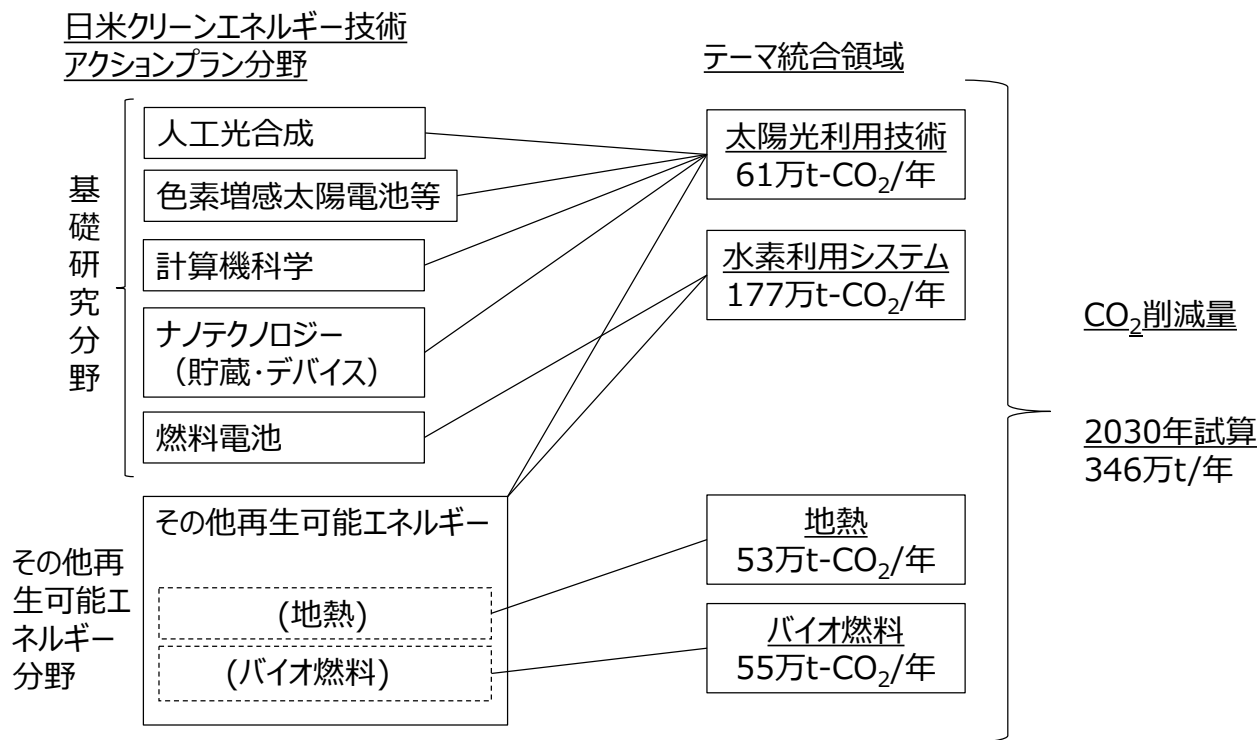 日米クリーンエネルギー技術
アクションプラン分野
テーマ統合領域
基礎研究分野
人工光合成
色素増感太陽電池等
計算機科学
ナノテクノロジー
(貯蔵・デバイス)
燃料電池
その他再
生可能エ
ネルギー
分野
その他再生可能エネルギー
(地熱)
(バイオ燃料)
太陽光利用技術
61万t-CO₂/年
水素利用システム
177万t-CO₂/年
地熱
53万t-CO₂/年
バイオ燃料
55万t-CO₂/年
CO₂削減量
2030年試算
346万t/年